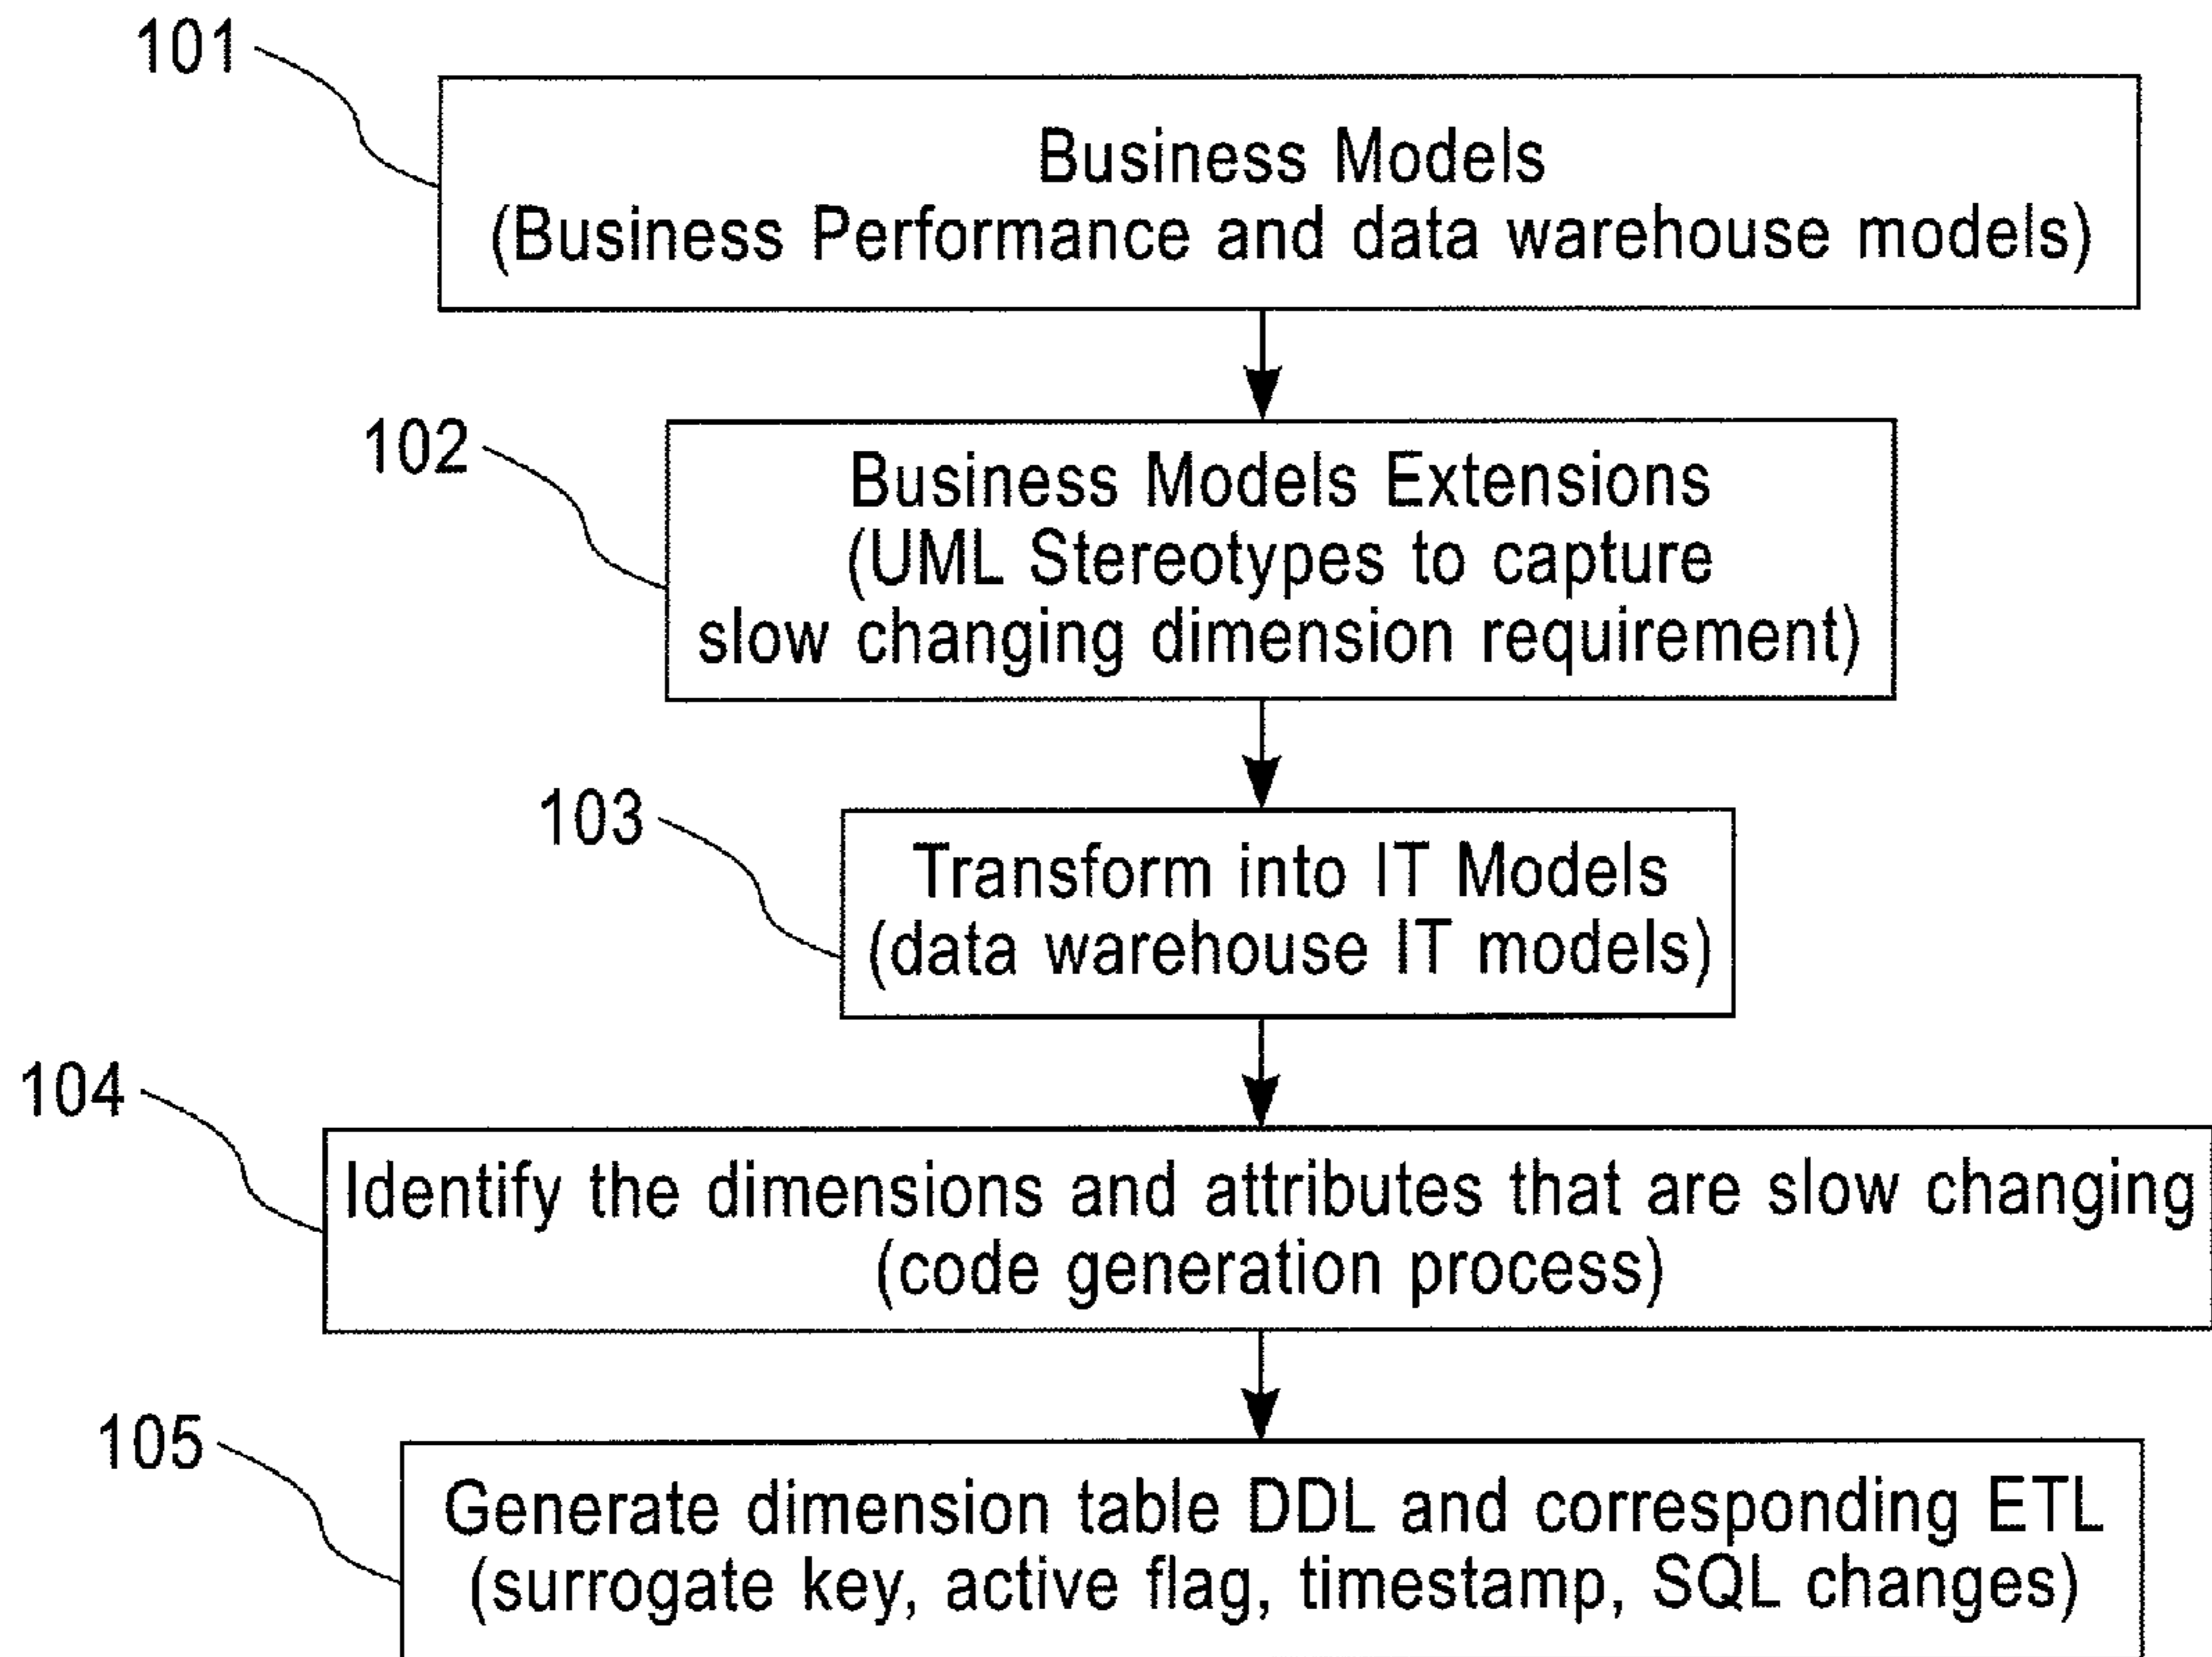 101
Business Models
(Business Performance and data warehouse models)
102
Business Models Extensions
(UML Stereotypes to capture
slow changing dimension requirement)
103
Transform into IT Models
(data warehouse IT models)
104
Identify the dimensions and attributes that are slow changing
(code generation process)
105
Generate dimension table DDL and corresponding ETL
(surrogate key, active flag, timestamp, SQL changes)